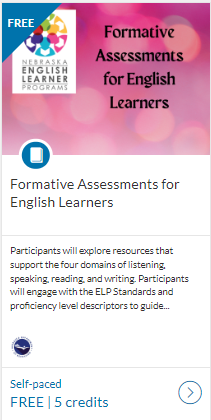 FREE
NEBRASKA
ENGLISH
LEARNER
PROGRAMS
Formative
Assessments
for English
Learners
Formative Assessments for
English Learners
Participants will explore resources that
support the four domains of listening,
speaking, reading, and writing. Participants
will engage with the ELP Standards and
proficiency level descriptors to guide...
Self-paced
FREE | 5 credits